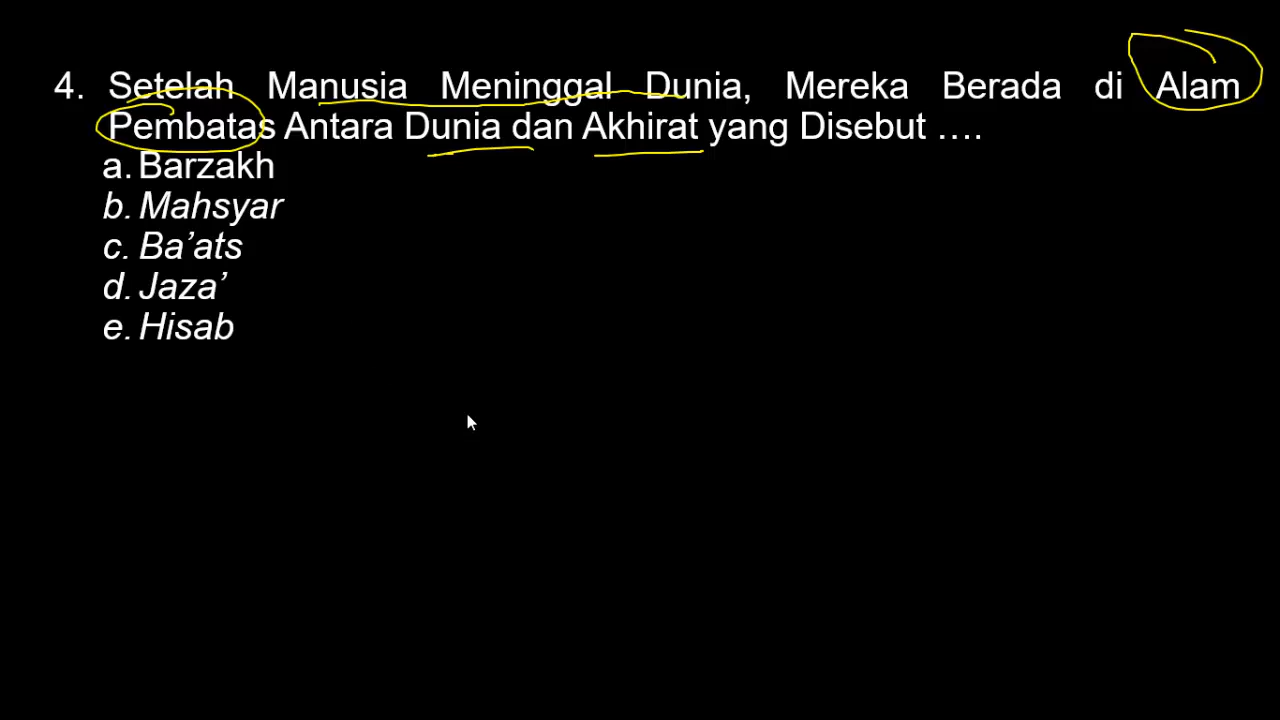 4. Setelah Manusia Meninggal Dunia, Mereka Berada di Alam
Pembatas Antara Dunia dan Akhirat yang Disebut ....
a. Barzakh
b. Mahsyar
c. Ba’ats
d. Jaza’
e. Hisab